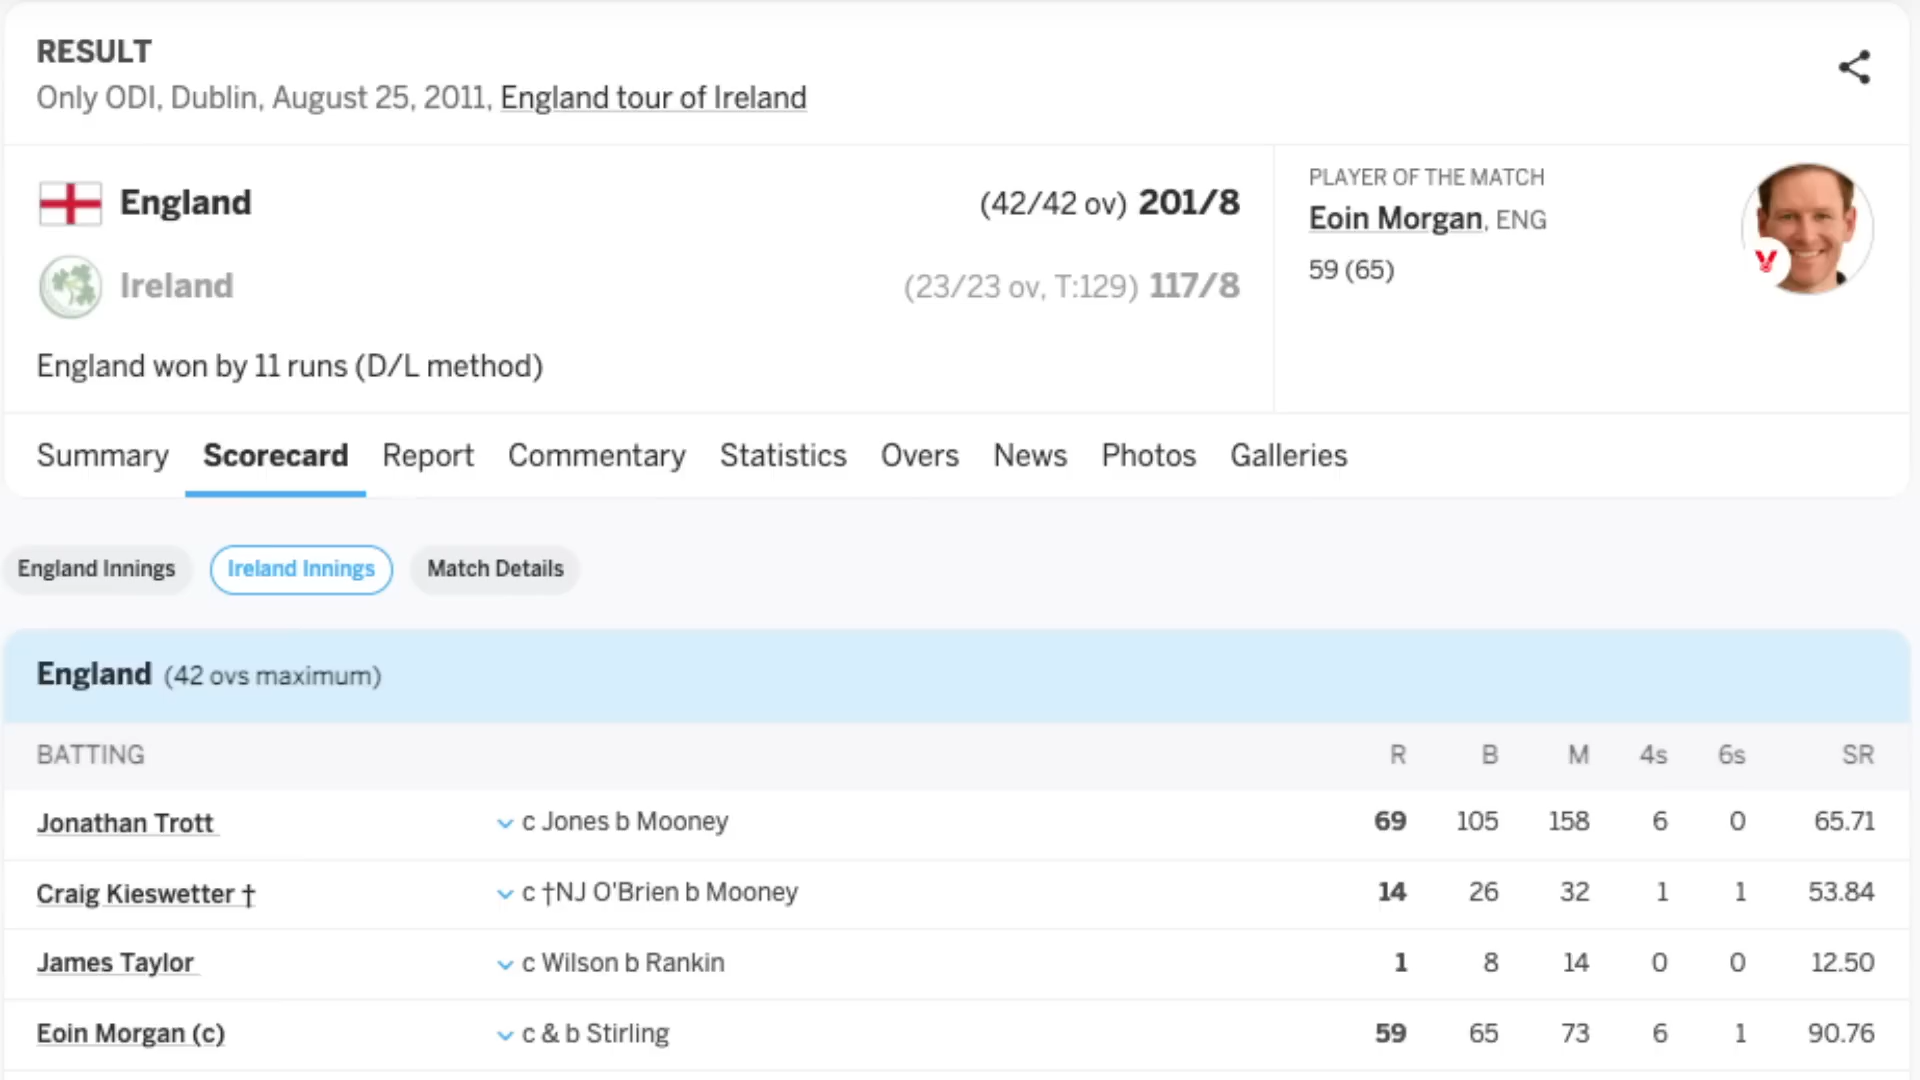 RESULT
Only ODI, Dublin, August 25, 2011, England tour of Ireland
England (42/42 ov) 201/8
Ireland (23/23 ov, T:129) 117/8
England won by 11 runs (D/L method)
PLAYER OF THE MATCH
Eoin Morgan, ENG
59 (65)
Summary Scorecard Report Commentary Statistics Overs News Photos Galleries
England Innings Ireland Innings Match Details
England (42 ovs maximum)
BATTING R B M 4s 6s SR
Jonathan Trott c Jones b Mooney 69 105 158 6 0 65.71
Craig Kieswetter † c †NJ O'Brien b Mooney 14 26 32 1 1 53.84
James Taylor c Wilson b Rankin 1 8 14 0 0 12.50
Eoin Morgan (c) c & b Stirling 59 65 73 6 1 90.76